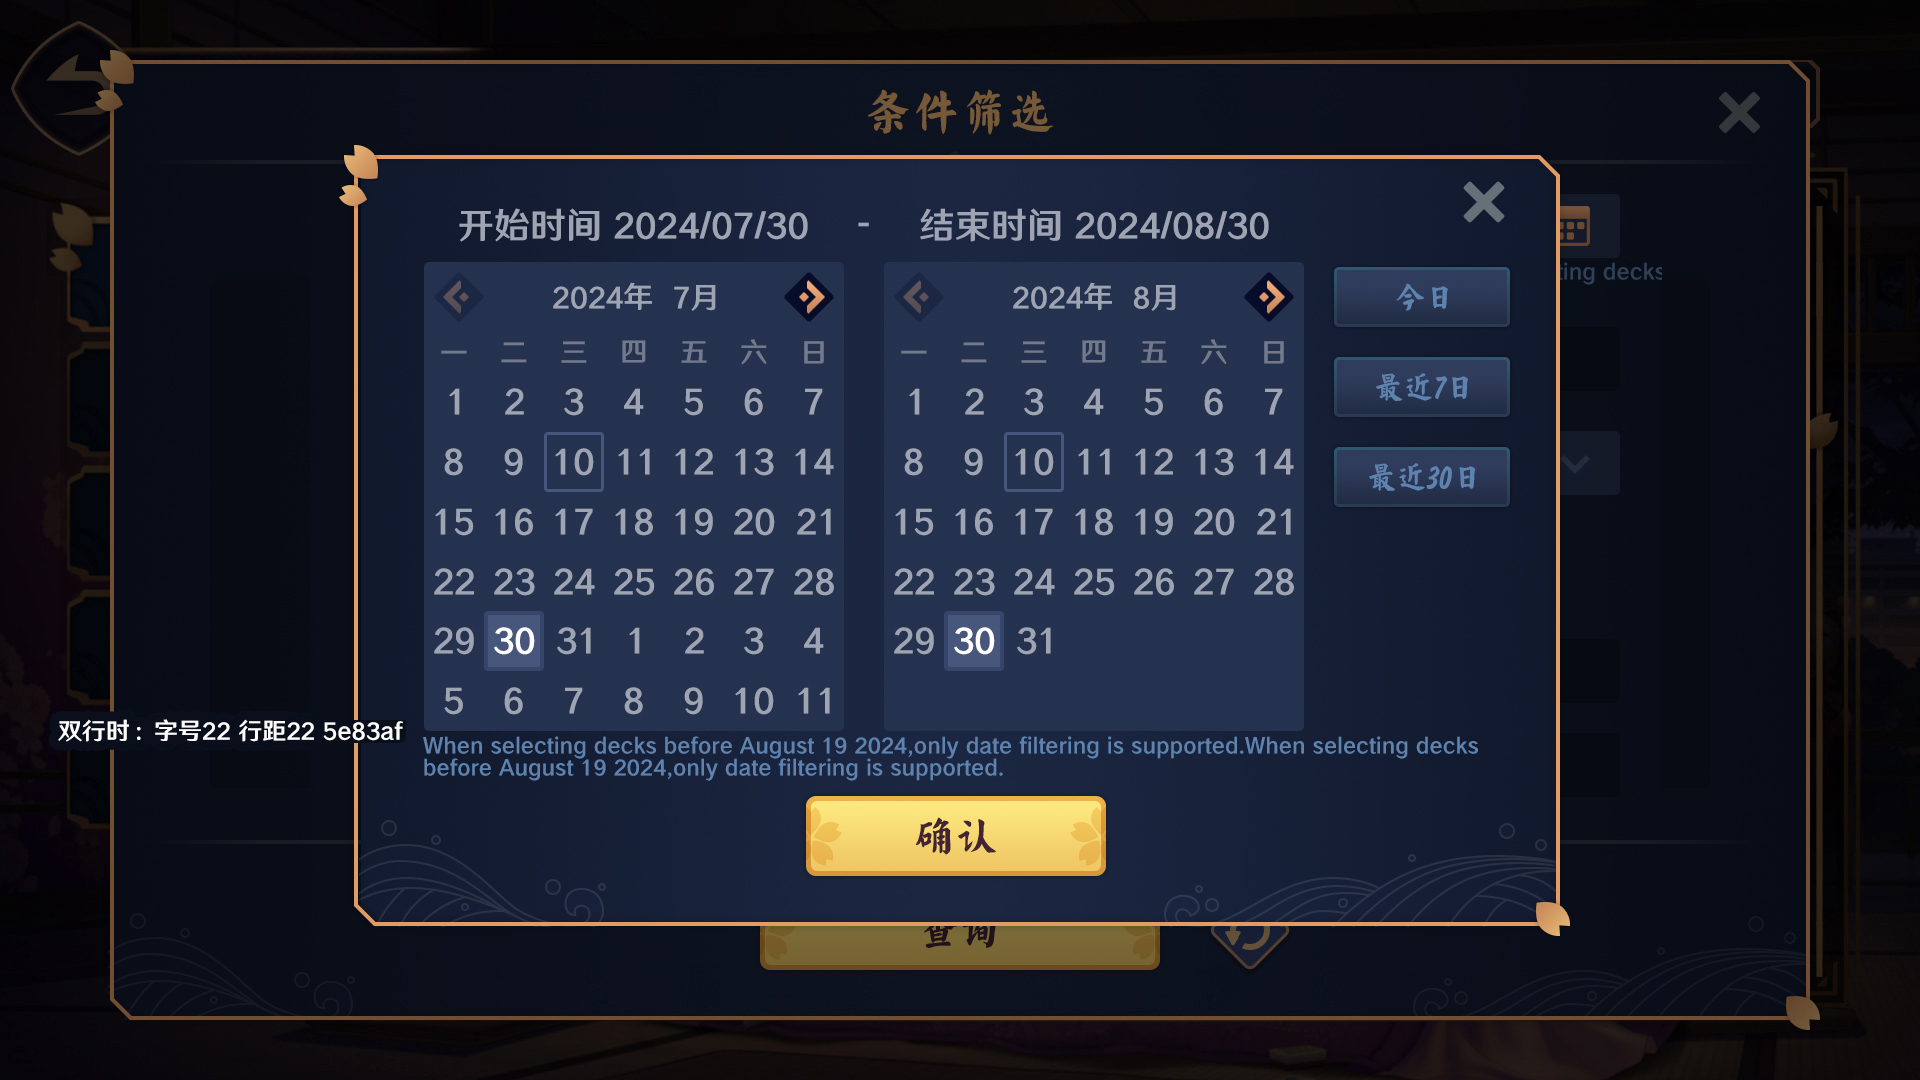 条件筛选
开始时间 2024/07/30 - 结束时间 2024/08/30
ting decks
2024年 7月
一 二 三 四 五 六 日
1 2 3 4 5 6 7
8 9 10 11 12 13 14
15 16 17 18 19 20 21
22 23 24 25 26 27 28
29 30 31 1 2 3 4
5 6 7 8 9 10 11
2024年 8月
一 二 三 四 五 六 日
1 2 3 4 5 6 7
8 9 10 11 12 13 14
15 16 17 18 19 20 21
22 23 24 25 26 27 28
29 30 31
今日
最近7日
最近30日
双行时：字号22 行距22 5e83af
When selecting decks before August 19 2024,only date filtering is supported.When selecting decks
before August 19 2024,only date filtering is supported.
确认
查询